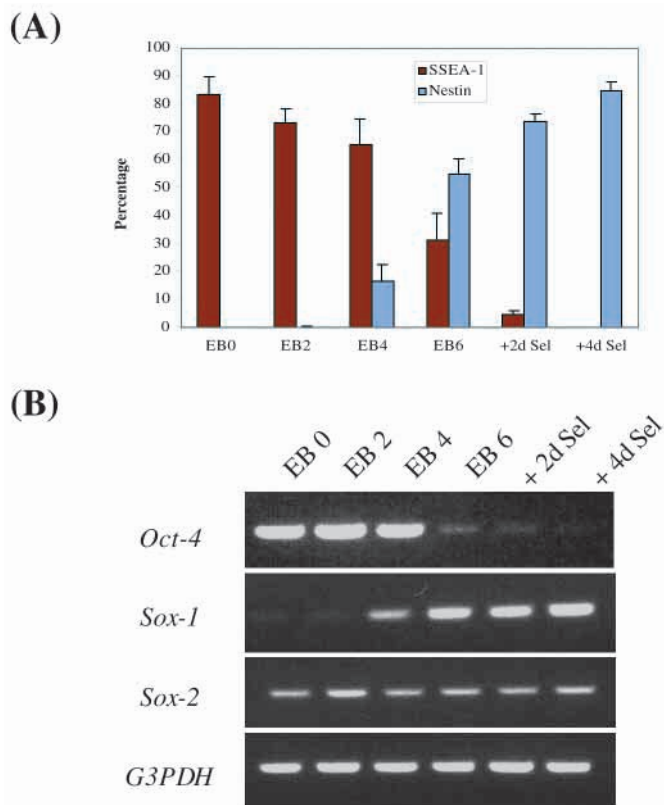 (A)
100
90
80
70
60
50
40
30
20
10
0
Percentage
SSEA-1
Nestin
EB0 EB2 EB4 EB6 +2d Sel +4d Sel
(B)
EB 0 EB 2 EB 4 EB 6 + 2d Sel + 4d Sel
Oct-4
Sox-1
Sox-2
G3PDH